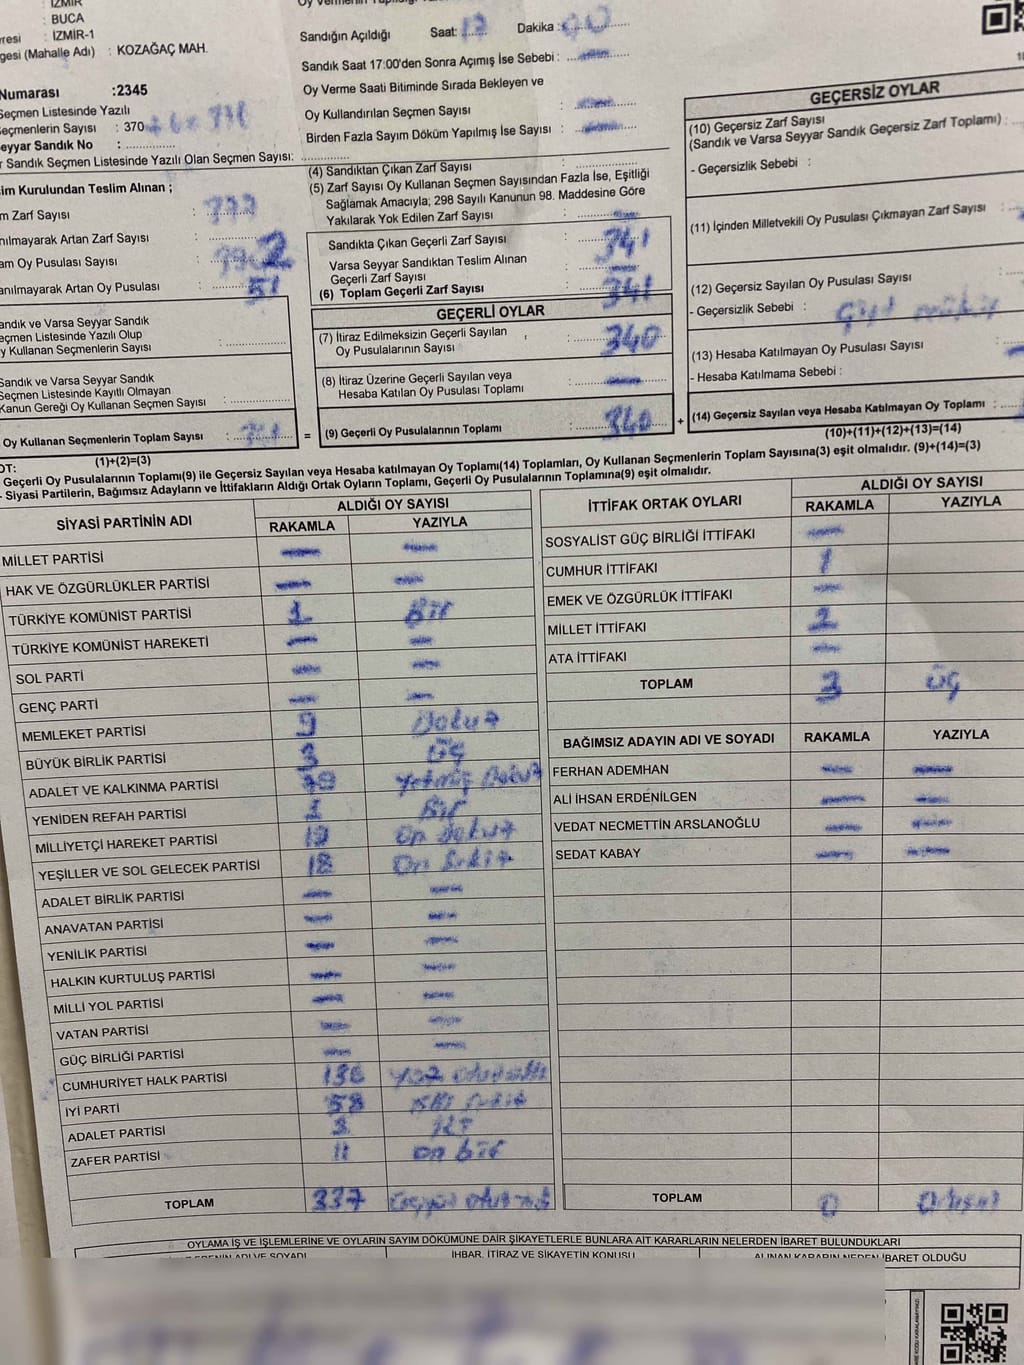 İZMİR
: BUCA
: İZMİR-1
gesi (Mahalle Adı) : KOZAĞAÇ MAH.
Numarası :2345
Seçmen Listesinde Yazılı
eçmenlerin Sayısı : 370
eyyar Sandık No :
r Sandık Seçmen Listesinde Yazılı Olan Seçmen Sayısı:
im Kurulundan Teslim Alınan ;
m Zarf Sayısı :
nılmayarak Artan Zarf Sayısı : 2
am Oy Pusulası Sayısı :
anılmayarak Artan Oy Pusulası : 51
andık ve Varsa Seyyar Sandık
eçmen Listesinde Yazılı Olup
y Kullanan Seçmenlerin Sayısı :
Sandık ve Varsa Seyyar Sandık
Seçmen Listesinde Kayıtlı Olmayan
Kanun Gereği Oy Kullanan Seçmen Sayısı :
Oy Kullanan Seçmenlerin Toplam Sayısı : 341
(1)+(2)=(3)
Sandığın Açıldığı Saat: 17 Dakika : 00
Sandık Saat 17:00'den Sonra Açımış İse Sebebi :
Oy Verme Saati Bitiminde Sırada Bekleyen ve
Oy Kullandırılan Seçmen Sayısı :
Birden Fazla Sayım Döküm Yapılmış İse Sayısı :
(4) Sandıktan Çıkan Zarf Sayısı :
(5) Zarf Sayısı Oy Kullanan Seçmen Sayısından Fazla İse, Eşitliği
Sağlamak Amacıyla; 298 Sayılı Kanunun 98. Maddesine Göre
Yakılarak Yok Edilen Zarf Sayısı :
Sandıkta Çıkan Geçerli Zarf Sayısı : 341
Varsa Seyyar Sandıktan Teslim Alınan
Geçerli Zarf Sayısı :
(6) Toplam Geçerli Zarf Sayısı : 341
GEÇERLİ OYLAR
(7) İtiraz Edilmeksizin Geçerli Sayılan
Oy Pusulalarının Sayısı : 340
(8) İtiraz Üzerine Geçerli Sayılan veya
Hesaba Katılan Oy Pusulası Toplamı :
= (9) Geçerli Oy Pusulalarının Toplamı : 340 +
GEÇERSİZ OYLAR
(10) Geçersiz Zarf Sayısı
(Sandık ve Varsa Seyyar Sandık Geçersiz Zarf Toplamı) :
- Geçersizlik Sebebi :
(11) İçinden Milletvekili Oy Pusulası Çıkmayan Zarf Sayısı :
(12) Geçersiz Sayılan Oy Pusulası Sayısı :
- Geçersizlik Sebebi :
(13) Hesaba Katılmayan Oy Pusulası Sayısı :
- Hesaba Katılmama Sebebi :
(14) Geçersiz Sayılan veya Hesaba Katılmayan Oy Toplamı :
(10)+(11)+(12)+(13)=(14)
OT:
Geçerli Oy Pusulalarının Toplamı(9) ile Geçersiz Sayılan veya Hesaba katılmayan Oy Toplamı(14) Toplamları, Oy Kullanan Seçmenlerin Toplam Sayısına(3) eşit olmalıdır. (9)+(14)=(3)
- Siyasi Partilerin, Bağımsız Adayların ve İttifakların Aldığı Ortak Oyların Toplamı, Geçerli Oy Pusulalarının Toplamına(9) eşit olmalıdır.
SİYASİ PARTİNİN ADI ALDIĞI OY SAYISI
RAKAMLA YAZIYLA
MİLLET PARTİSİ
HAK VE ÖZGÜRLÜKLER PARTİSİ
TÜRKİYE KOMÜNİST PARTİSİ 1 Bir
TÜRKİYE KOMÜNİST HAREKETİ
SOL PARTİ
GENÇ PARTİ
MEMLEKET PARTİSİ 9 Dokuz
BÜYÜK BİRLİK PARTİSİ 3 Üç
ADALET VE KALKINMA PARTİSİ 79 Yetmiş Dokuz
YENİDEN REFAH PARTİSİ 1 Bir
MİLLİYETÇİ HAREKET PARTİSİ 19 on dokuz
YEŞİLLER VE SOL GELECEK PARTİSİ 18 On Sekiz
ADALET BİRLİK PARTİSİ
ANAVATAN PARTİSİ
YENİLİK PARTİSİ
HALKIN KURTULUŞ PARTİSİ
MİLLİ YOL PARTİSİ
VATAN PARTİSİ
GÜÇ BİRLİĞİ PARTİSİ
CUMHURİYET HALK PARTİSİ 136 yüz otuzaltı
İYİ PARTİ 58
ADALET PARTİSİ
ZAFER PARTİSİ 11 on bir
TOPLAM 337
İTTİFAK ORTAK OYLARI ALDIĞI OY SAYISI
RAKAMLA YAZIYLA
SOSYALİST GÜÇ BİRLİĞİ İTTİFAKI
CUMHUR İTTİFAKI 1
EMEK VE ÖZGÜRLÜK İTTİFAKI
MİLLET İTTİFAKI 2
ATA İTTİFAKI
TOPLAM 3 Üç
BAĞIMSIZ ADAYIN ADI VE SOYADI RAKAMLA YAZIYLA
FERHAN ADEMHAN
ALİ İHSAN ERDENİLGEN
VEDAT NECMETTİN ARSLANOĞLU
SEDAT KABAY
TOPLAM 0
OYLAMA İŞ VE İŞLEMLERİNE VE OYLARIN SAYIM DÖKÜMÜNE DAİR ŞİKAYETLERLE BUNLARA AİT KARARLARIN NELERDEN İBARET BULUNDUKLARI
EDENİN ADI VE SOYADI İHBAR, İTİRAZ VE ŞİKAYETİN KONUSU ALINAN KARARIN NEDEN İBARET OLDUĞU